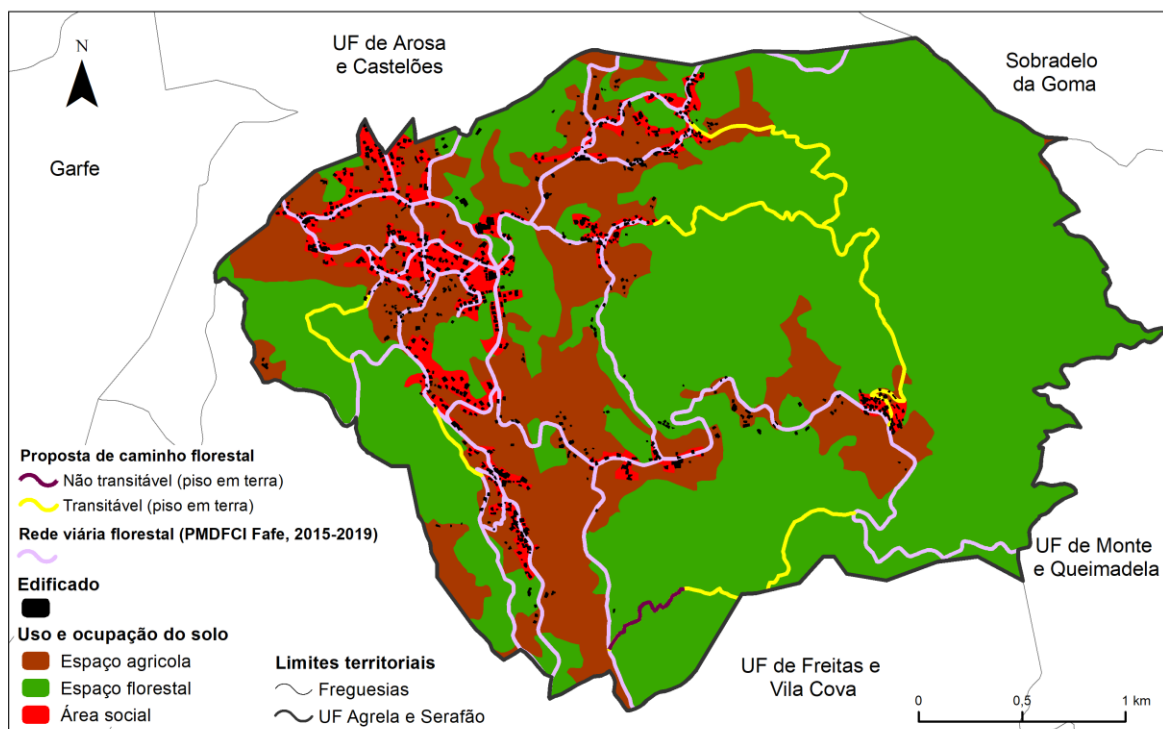 UF de Arosa
e Castelões
Sobradelo
da Goma
N
Garfe
Proposta de caminho florestal
Não transitável (piso em terra)
Transitável (piso em terra)
Rede viária florestal (PMDFCI Fafe, 2015-2019)
Edificado
Uso e ocupação do solo
Espaço agricola
Espaço florestal
Área social
Limites territoriais
Freguesias
UF Agrela e Serafão
UF de Monte
e Queimadela
UF de Freitas e
Vila Cova
0 0,5 1 km